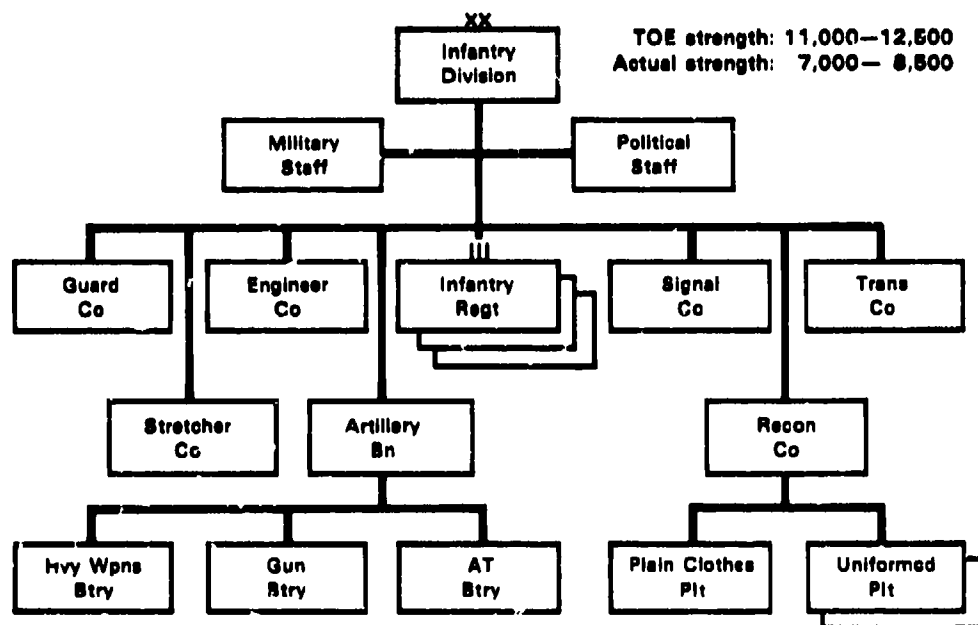 XX
Infantry
Division
TOE strength: 11,000—12,500
Actual strength: 7,000— 8,500
Military
Staff
Political
Staff
III
Guard
Co
Engineer
Co
Infantry
Regt
Signal
Co
Trans
Co
Stretcher
Co
Artillery
Bn
Recon
Co
Hvy Wpns
Btry
Gun
Btry
AT
Btry
Plain Clothes
Plt
Uniformed
Plt